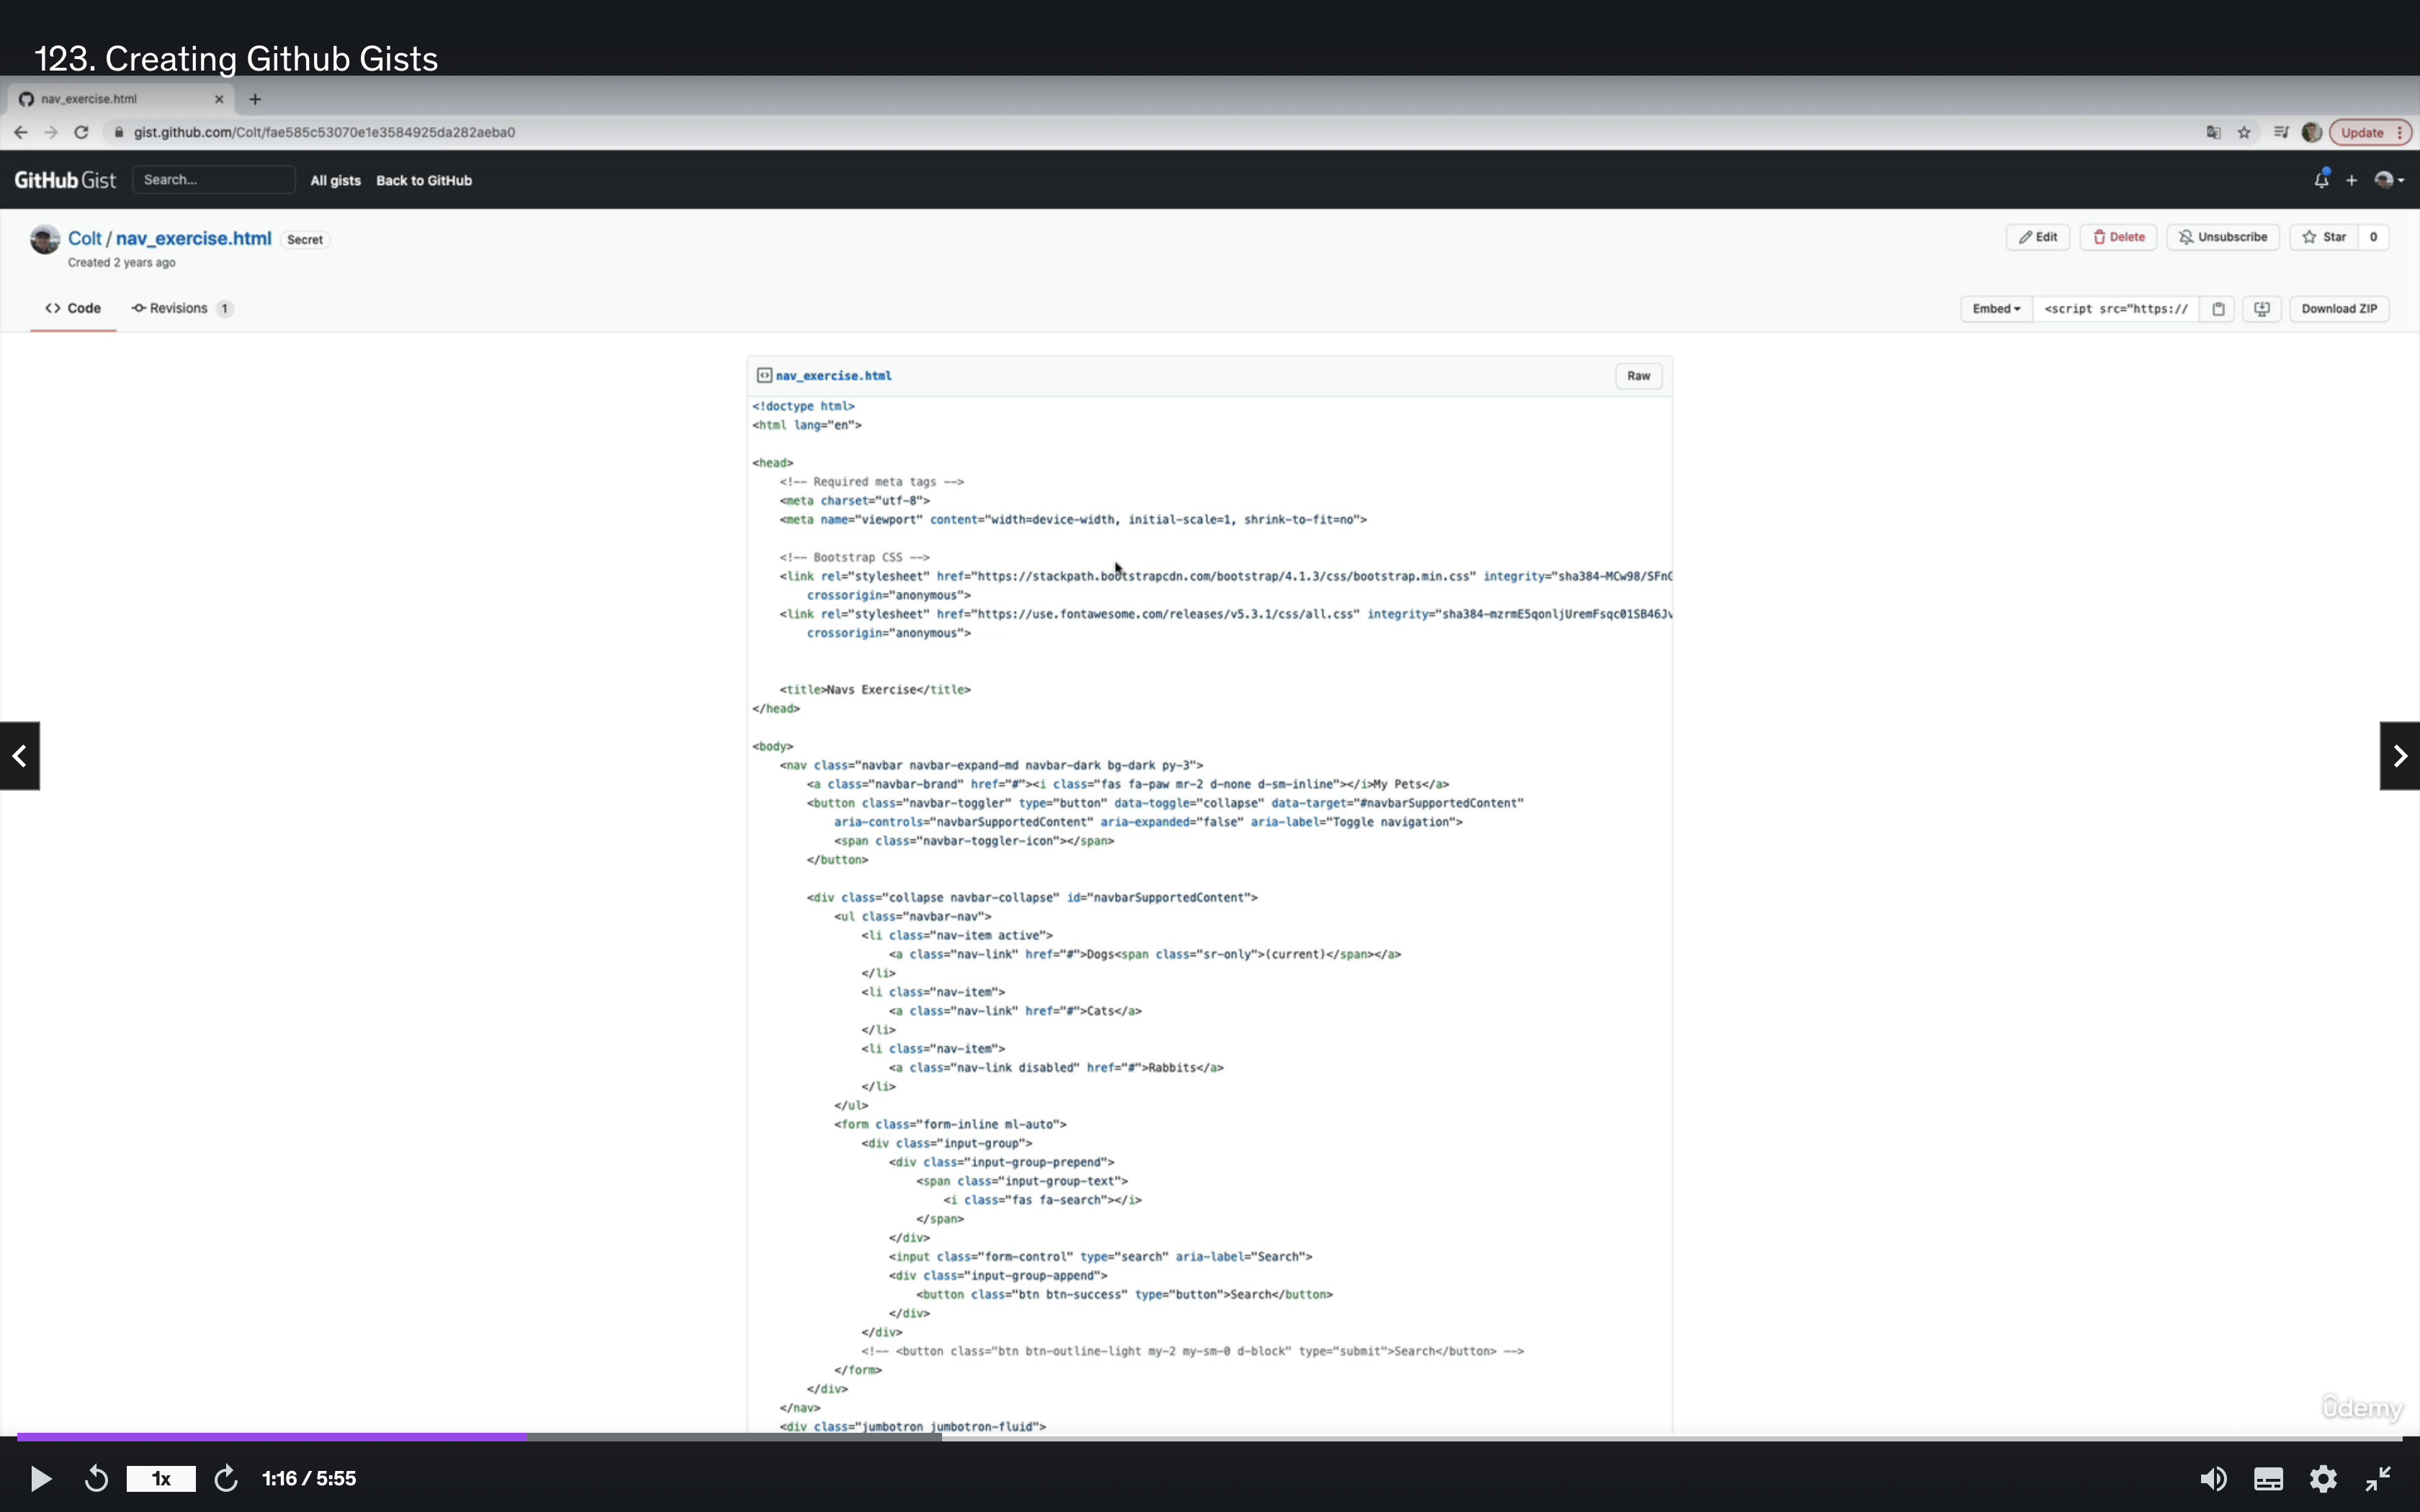 123. Creating Github Gists
nav_exercise.html
gist.github.com/Colt/fae585c53070e1e3584925da282aeba0
Update
GitHub Gist Search... All gists Back to GitHub
Colt / nav_exercise.html Secret
Created 2 years ago
Edit Delete Unsubscribe Star 0
Code Revisions 1
Embed <script src="https:// Download ZIP
nav_exercise.html Raw
<!doctype html>
<html lang="en">
<head>
<!-- Required meta tags -->
<meta charset="utf-8">
<meta name="viewport" content="width=device-width, initial-scale=1, shrink-to-fit=no">
<!-- Bootstrap CSS -->
<link rel="stylesheet" href="https://stackpath.bootstrapcdn.com/bootstrap/4.1.3/css/bootstrap.min.css" integrity="sha384-MCw98/SFnG
crossorigin="anonymous">
<link rel="stylesheet" href="https://use.fontawesome.com/releases/v5.3.1/css/all.css" integrity="sha384-mzrmE5qonljUremFsqc01SB46Jv
crossorigin="anonymous">
<title>Navs Exercise</title>
</head>
<body>
<nav class="navbar navbar-expand-md navbar-dark bg-dark py-3">
<a class="navbar-brand" href="#"><i class="fas fa-paw mr-2 d-none d-sm-inline"></i>My Pets</a>
<button class="navbar-toggler" type="button" data-toggle="collapse" data-target="#navbarSupportedContent"
aria-controls="navbarSupportedContent" aria-expanded="false" aria-label="Toggle navigation">
<span class="navbar-toggler-icon"></span>
</button>
<div class="collapse navbar-collapse" id="navbarSupportedContent">
<ul class="navbar-nav">
<li class="nav-item active">
<a class="nav-link" href="#">Dogs<span class="sr-only">(current)</span></a>
</li>
<li class="nav-item">
<a class="nav-link" href="#">Cats</a>
</li>
<li class="nav-item">
<a class="nav-link disabled" href="#">Rabbits</a>
</li>
</ul>
<form class="form-inline ml-auto">
<div class="input-group">
<div class="input-group-prepend">
<span class="input-group-text">
<i class="fas fa-search"></i>
</span>
</div>
<input class="form-control" type="search" aria-label="Search">
<div class="input-group-append">
<button class="btn btn-success" type="button">Search</button>
</div>
</div>
<!-- <button class="btn btn-outline-light my-2 my-sm-0 d-block" type="submit">Search</button> -->
</form>
</div>
</nav>
<div class="jumbotron jumbotron-fluid">
ûdemy
1x 1:16 / 5:55